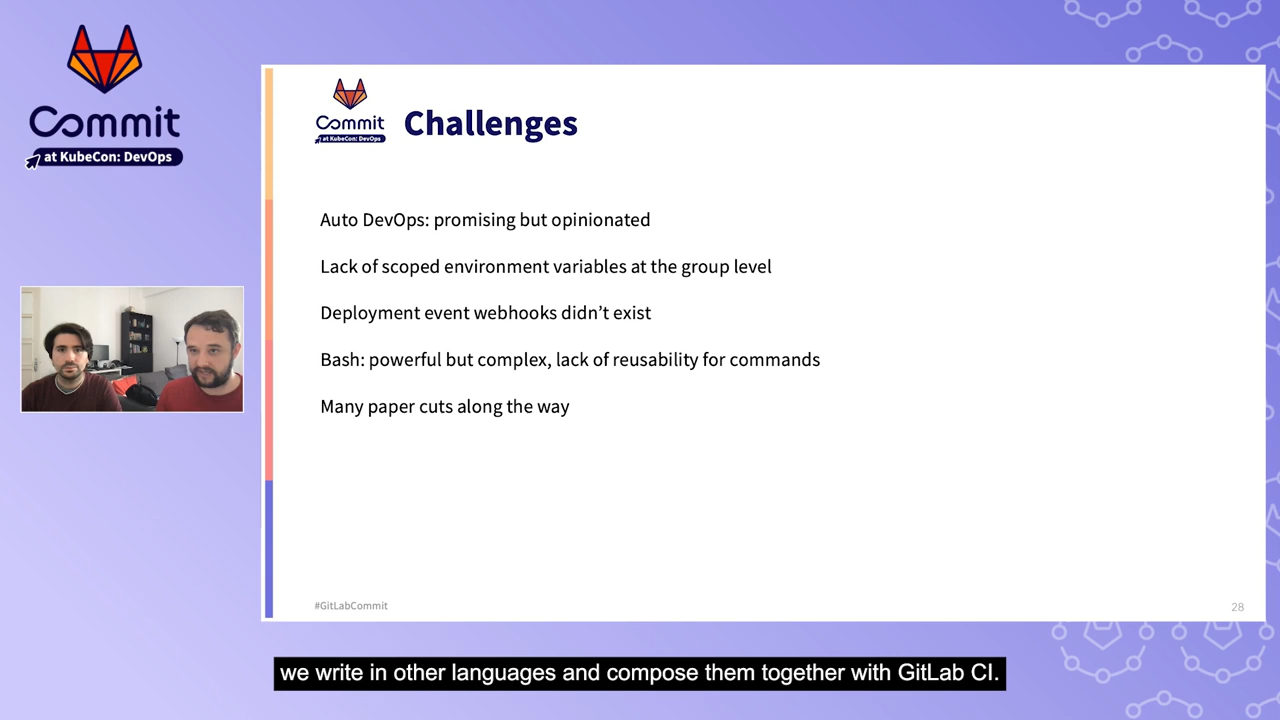 Commit
at KubeCon: DevOps
Commit
at KubeCon: DevOps
Challenges
Auto DevOps: promising but opinionated
Lack of scoped environment variables at the group level
Deployment event webhooks didn’t exist
Bash: powerful but complex, lack of reusability for commands
Many paper cuts along the way
#GitLabCommit
28
we write in other languages and compose them together with GitLab CI.